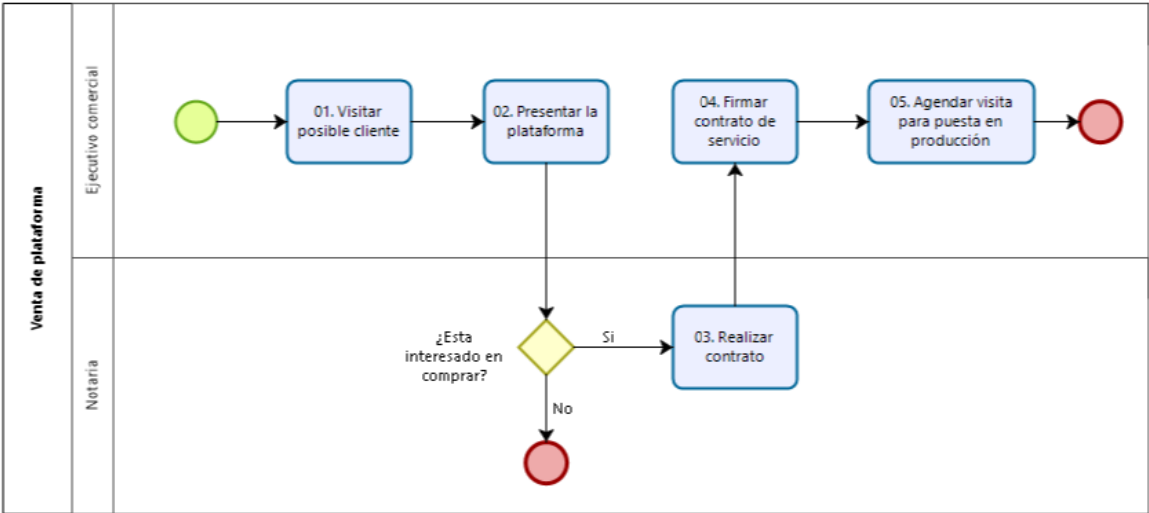 Venta de plataforma
Ejecutivo comercial
01. Visitar
posible cliente
02. Presentar la
plataforma
04. Firmar
contrato de
servicio
05. Agendar visita
para puesta en
producción
Notaria
¿Esta
interesado en
comprar?
Si
No
03. Realizar
contrato